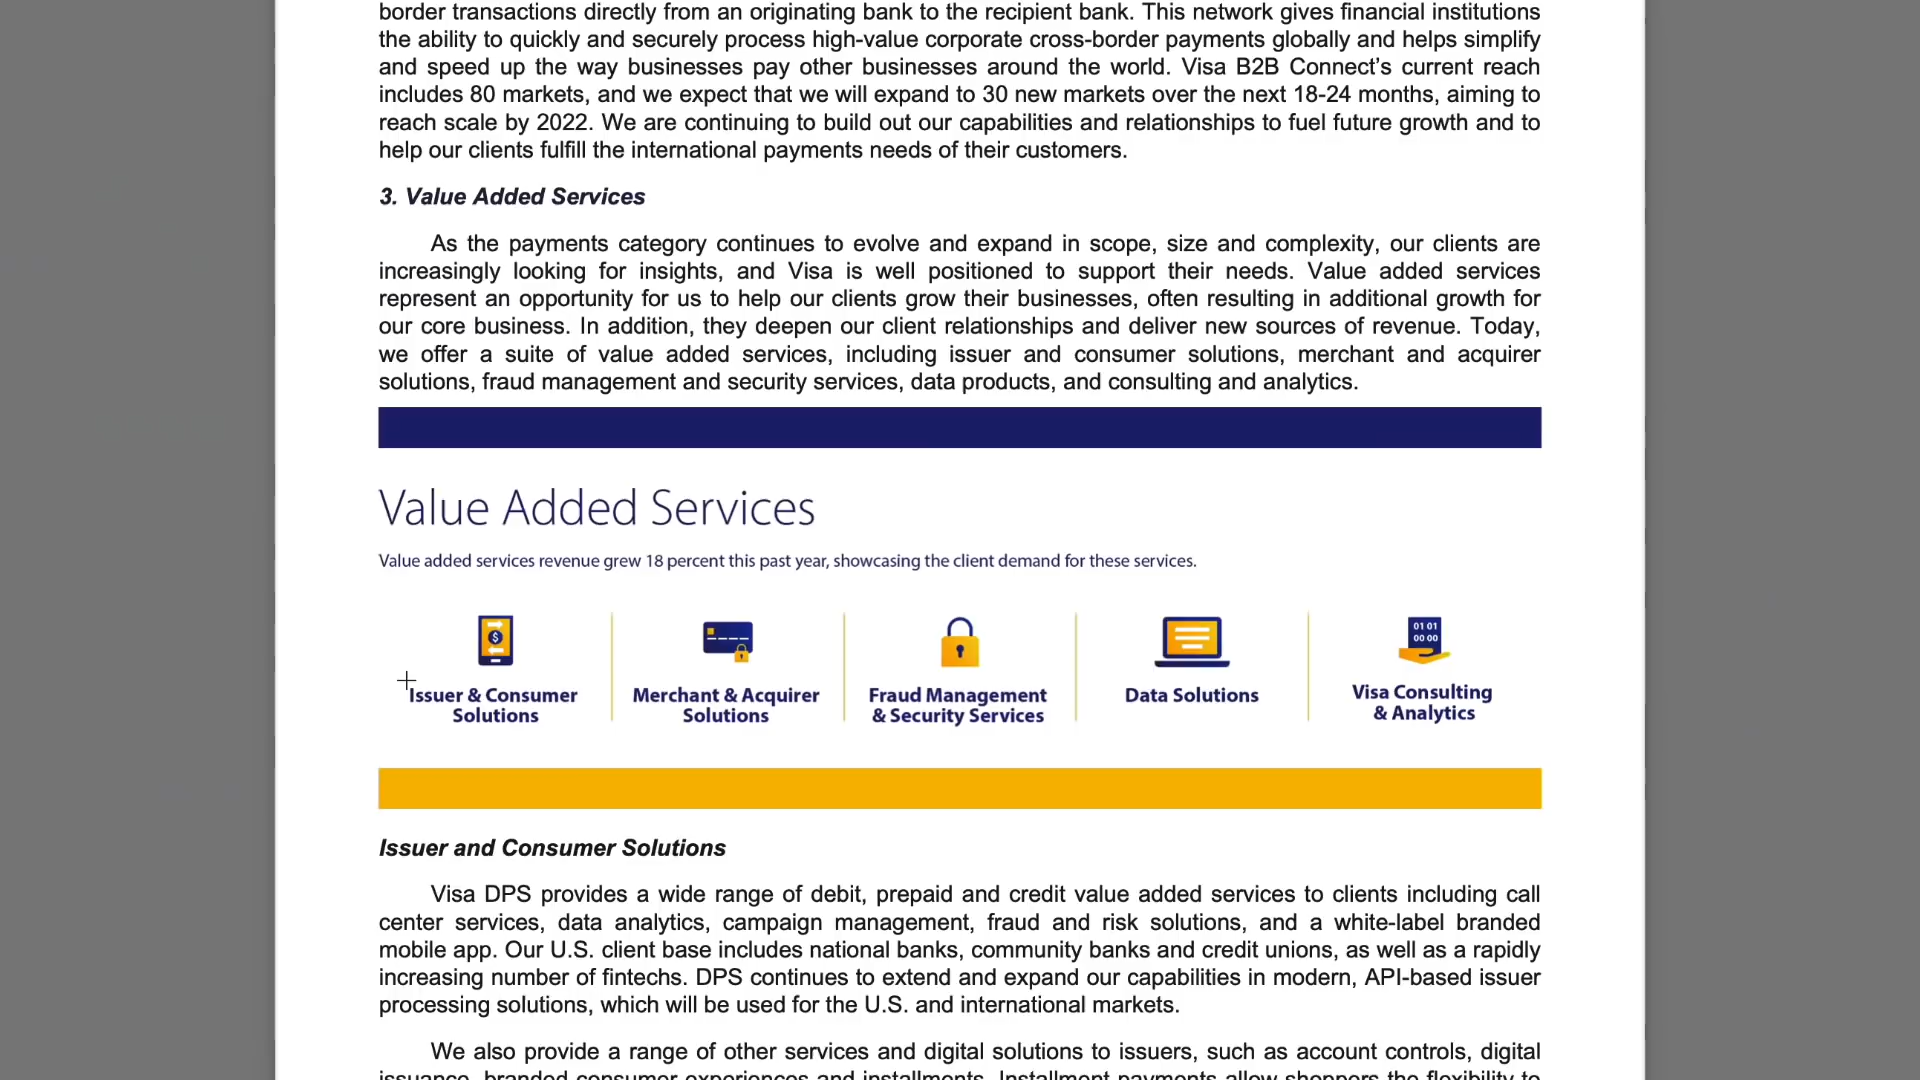 border transactions directly from an originating bank to the recipient bank. This network gives financial institutions
the ability to quickly and securely process high-value corporate cross-border payments globally and helps simplify
and speed up the way businesses pay other businesses around the world. Visa B2B Connect’s current reach
includes 80 markets, and we expect that we will expand to 30 new markets over the next 18-24 months, aiming to
reach scale by 2022. We are continuing to build out our capabilities and relationships to fuel future growth and to
help our clients fulfill the international payments needs of their customers.
3. Value Added Services
As the payments category continues to evolve and expand in scope, size and complexity, our clients are
increasingly looking for insights, and Visa is well positioned to support their needs. Value added services
represent an opportunity for us to help our clients grow their businesses, often resulting in additional growth for
our core business. In addition, they deepen our client relationships and deliver new sources of revenue. Today,
we offer a suite of value added services, including issuer and consumer solutions, merchant and acquirer
solutions, fraud management and security services, data products, and consulting and analytics.
Value Added Services
Value added services revenue grew 18 percent this past year, showcasing the client demand for these services.
$
01 01
00 00
Issuer & Consumer
Solutions
Merchant & Acquirer
Solutions
Fraud Management
& Security Services
Data Solutions
Visa Consulting
& Analytics
Issuer and Consumer Solutions
Visa DPS provides a wide range of debit, prepaid and credit value added services to clients including call
center services, data analytics, campaign management, fraud and risk solutions, and a white-label branded
mobile app. Our U.S. client base includes national banks, community banks and credit unions, as well as a rapidly
increasing number of fintechs. DPS continues to extend and expand our capabilities in modern, API-based issuer
processing solutions, which will be used for the U.S. and international markets.
We also provide a range of other services and digital solutions to issuers, such as account controls, digital
issuance, branded consumer experiences and installments. Installment payments allow shoppers the flexibility to